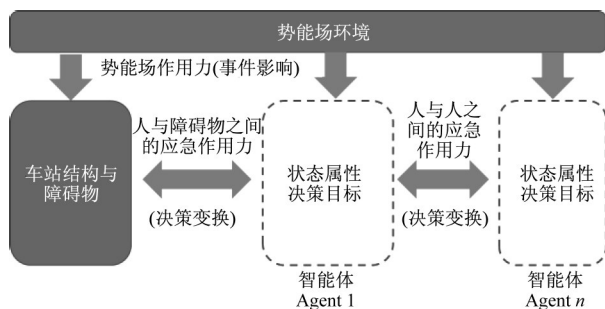 势能场环境
势能场作用力(事件影响)
车站结构与
障碍物
人与障碍物之间
的应急作用力
(决策变换)
状态属性
决策目标
人与人之
间的应急
作用力
(决策变换)
状态属性
决策目标
智能体
Agent 1
智能体
Agent n